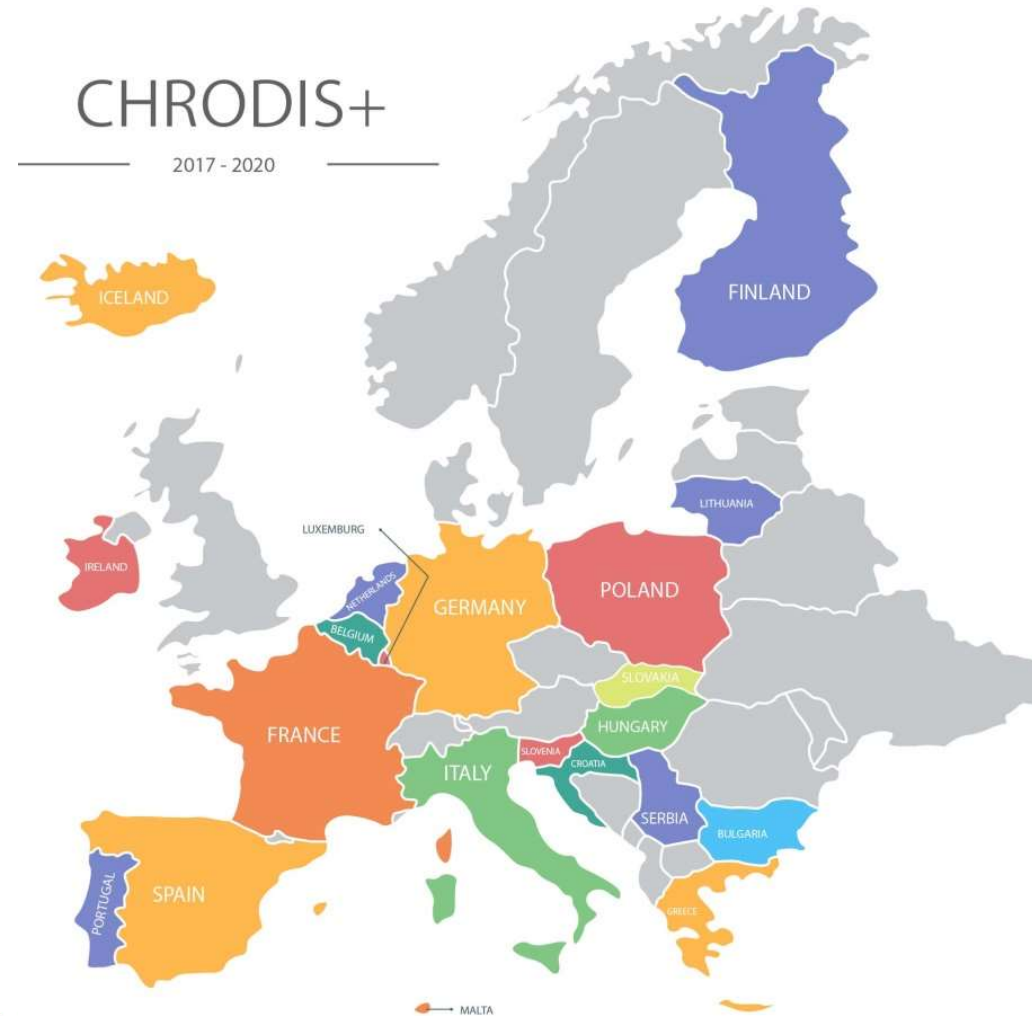 CHRODIS+
2017 - 2020
ICELAND
FINLAND
LITHUANIA
LUXEMBURG
IRELAND
NETHERLANDS
POLAND
GERMANY
BELGIUM
SLOVAKIA
HUNGARY
FRANCE
SLOVENIA
CROATIA
ITALY
SERBIA
BULGARIA
SPAIN
PORTUGAL
GREECE
MALTA